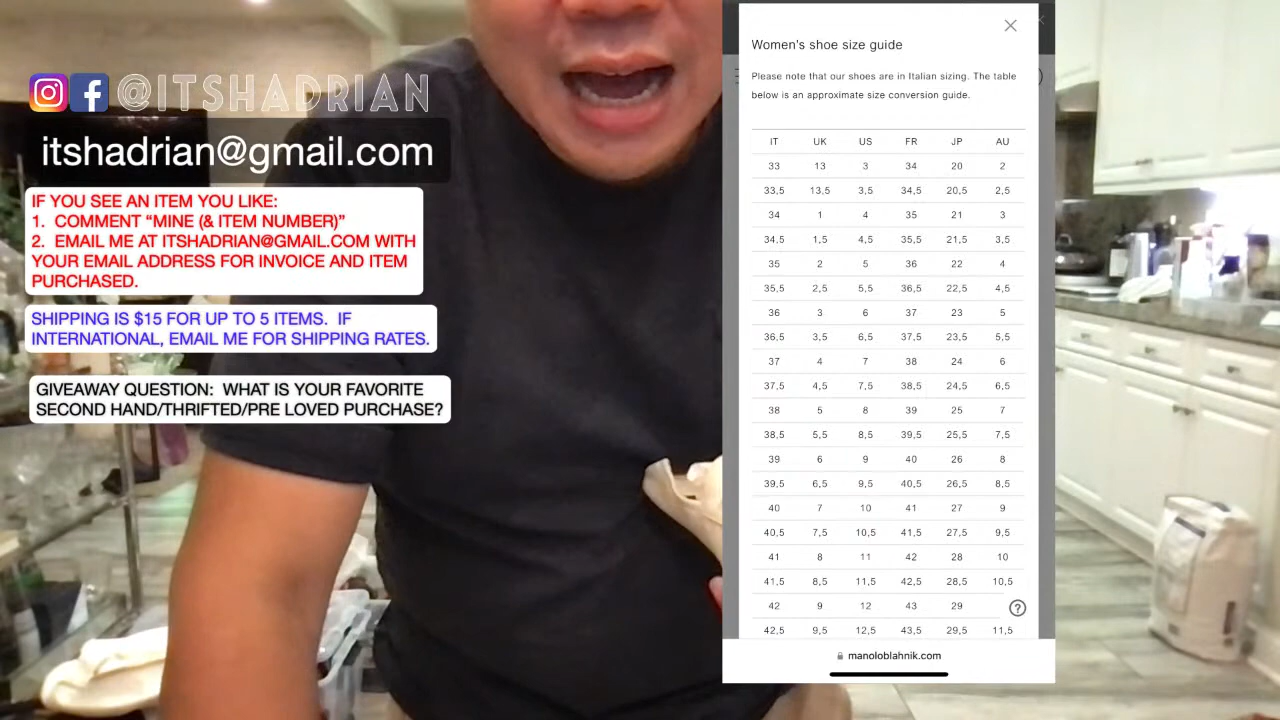 @ITSHADRIAN
itshadrian@gmail.com
IF YOU SEE AN ITEM YOU LIKE:
1. COMMENT “MINE (& ITEM NUMBER)”
2. EMAIL ME AT ITSHADRIAN@GMAIL.COM WITH
YOUR EMAIL ADDRESS FOR INVOICE AND ITEM
PURCHASED.
SHIPPING IS $15 FOR UP TO 5 ITEMS. IF
INTERNATIONAL, EMAIL ME FOR SHIPPING RATES.
GIVEAWAY QUESTION: WHAT IS YOUR FAVORITE
SECOND HAND/THRIFTED/PRE LOVED PURCHASE?
Women's shoe size guide
Please note that our shoes are in Italian sizing. The table
below is an approximate size conversion guide.
IT UK US FR JP AU
33 13 3 34 20 2
33,5 13,5 3,5 34,5 20,5 2,5
34 1 4 35 21 3
34,5 1,5 4,5 35,5 21,5 3,5
35 2 5 36 22 4
35,5 2,5 5,5 36,5 22,5 4,5
36 3 6 37 23 5
36,5 3,5 6,5 37,5 23,5 5,5
37 4 7 38 24 6
37,5 4,5 7,5 38,5 24,5 6,5
38 5 8 39 25 7
38,5 5,5 8,5 39,5 25,5 7,5
39 6 9 40 26 8
39,5 6,5 9,5 40,5 26,5 8,5
40 7 10 41 27 9
40,5 7,5 10,5 41,5 27,5 9,5
41 8 11 42 28 10
41,5 8,5 11,5 42,5 28,5 10,5
42 9 12 43 29
42,5 9,5 12,5 43,5 29,5 11,5
manoloblahnik.com